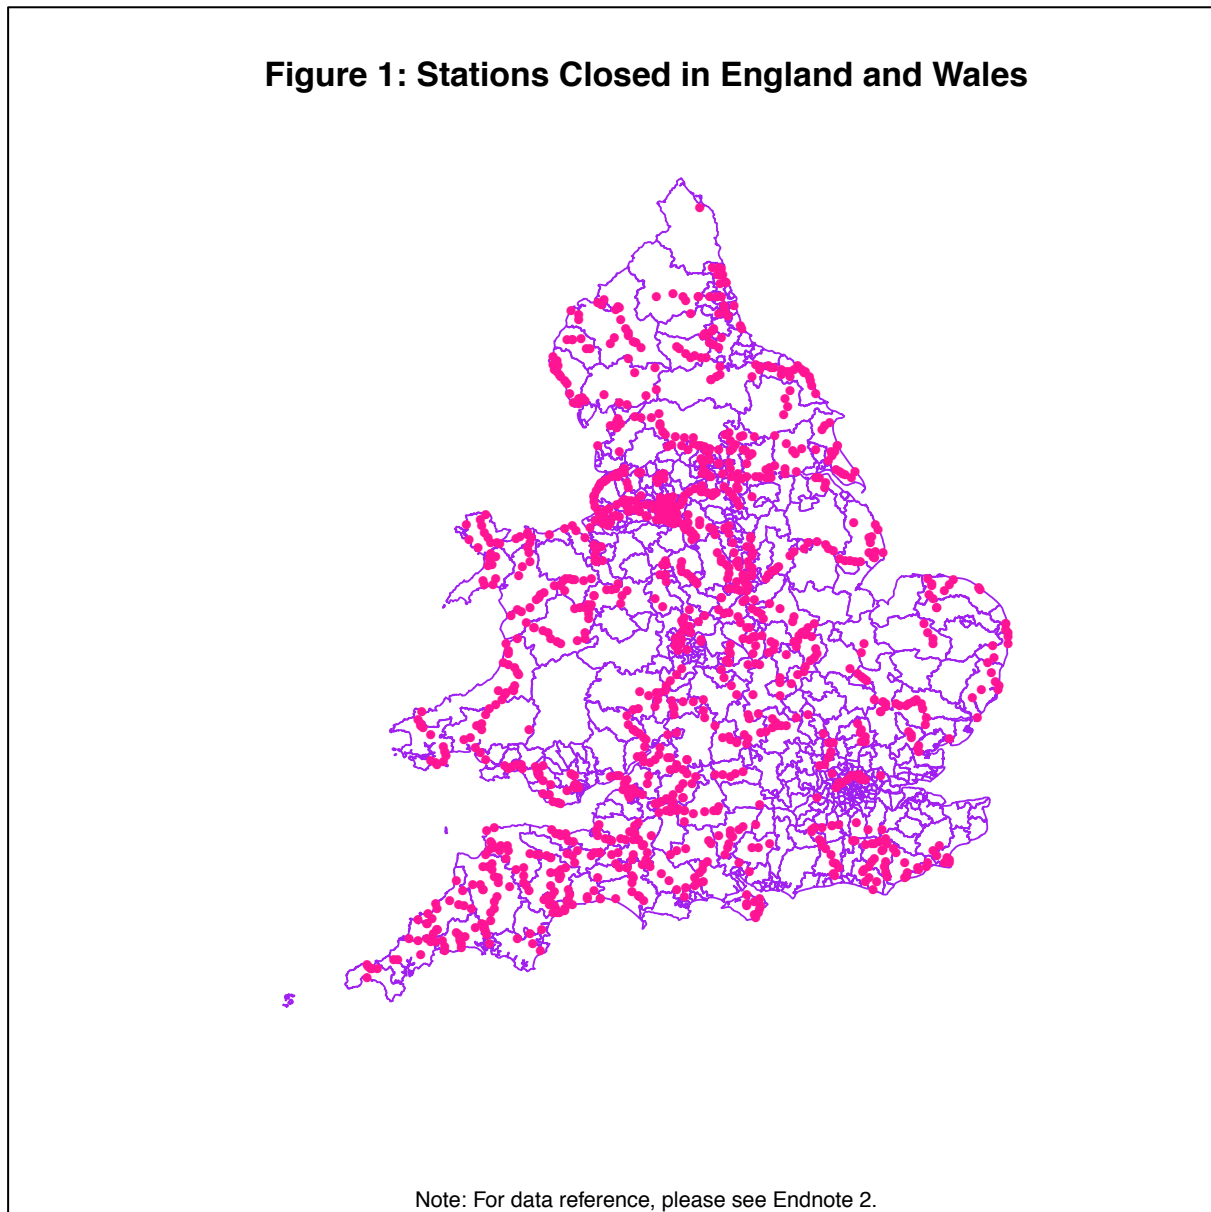 Figure 1: Stations Closed in England and Wales
Note: For data reference, please see Endnote 2.